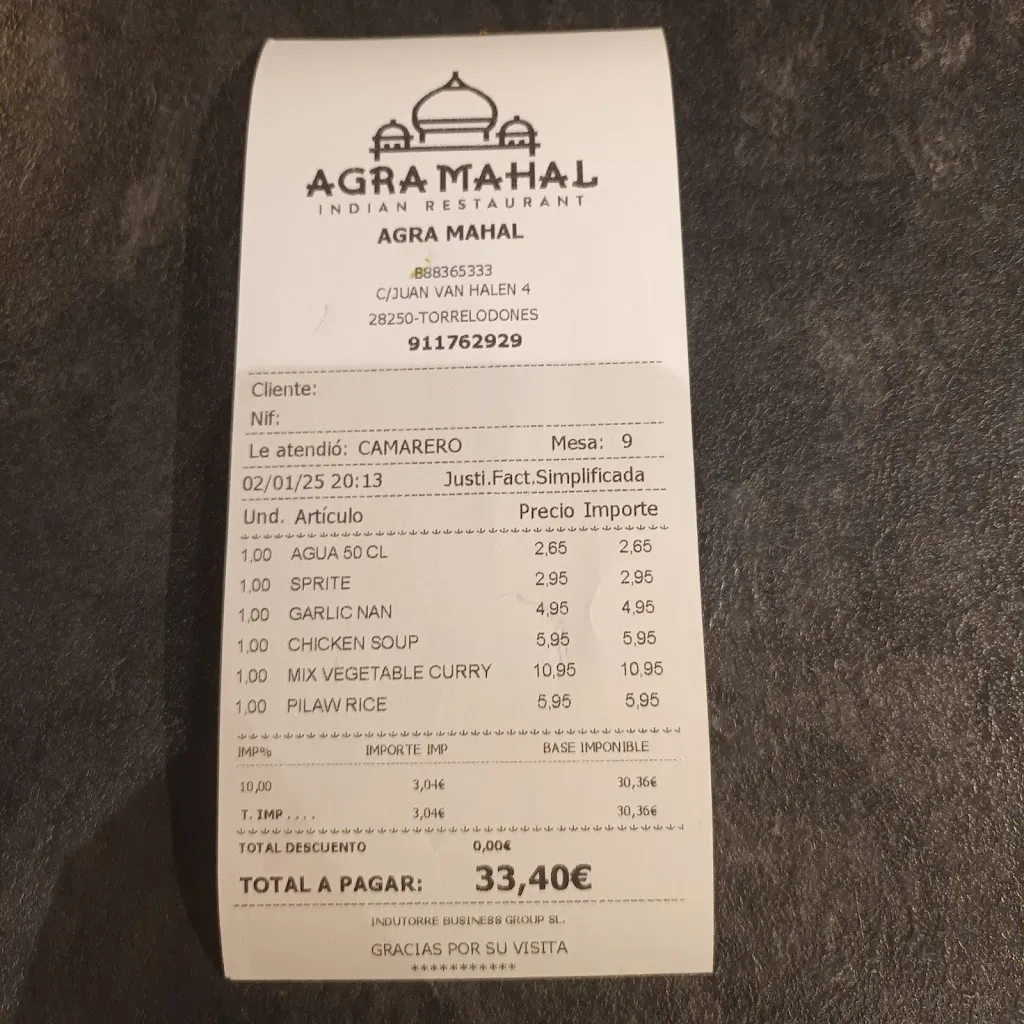 AGRA MAHAL
INDIAN RESTAURANT
AGRA MAHAL
B88365333
C/JUAN VAN HALEN 4
28250-TORRELODONES
911762929
Cliente:
Nif:
Le atendió: CAMARERO Mesa: 9
02/01/25 20:13 Justi.Fact.Simplificada
Und. Artículo Precio Importe
1,00 AGUA 50 CL 2,65 2,65
1,00 SPRITE 2,95 2,95
1,00 GARLIC NAN 4,95 4,95
1,00 CHICKEN SOUP 5,95 5,95
1,00 MIX VEGETABLE CURRY 10,95 10,95
1,00 PILAW RICE 5,95 5,95
IMP% IMPORTE IMP BASE IMPONIBLE
10,00 3,04€ 30,36€
T. IMP .... 3,04€ 30,36€
TOTAL DESCUENTO 0,00€
TOTAL A PAGAR: 33,40€
INDUTORRE BUSINESS GROUP SL.
GRACIAS POR SU VISITA
***********